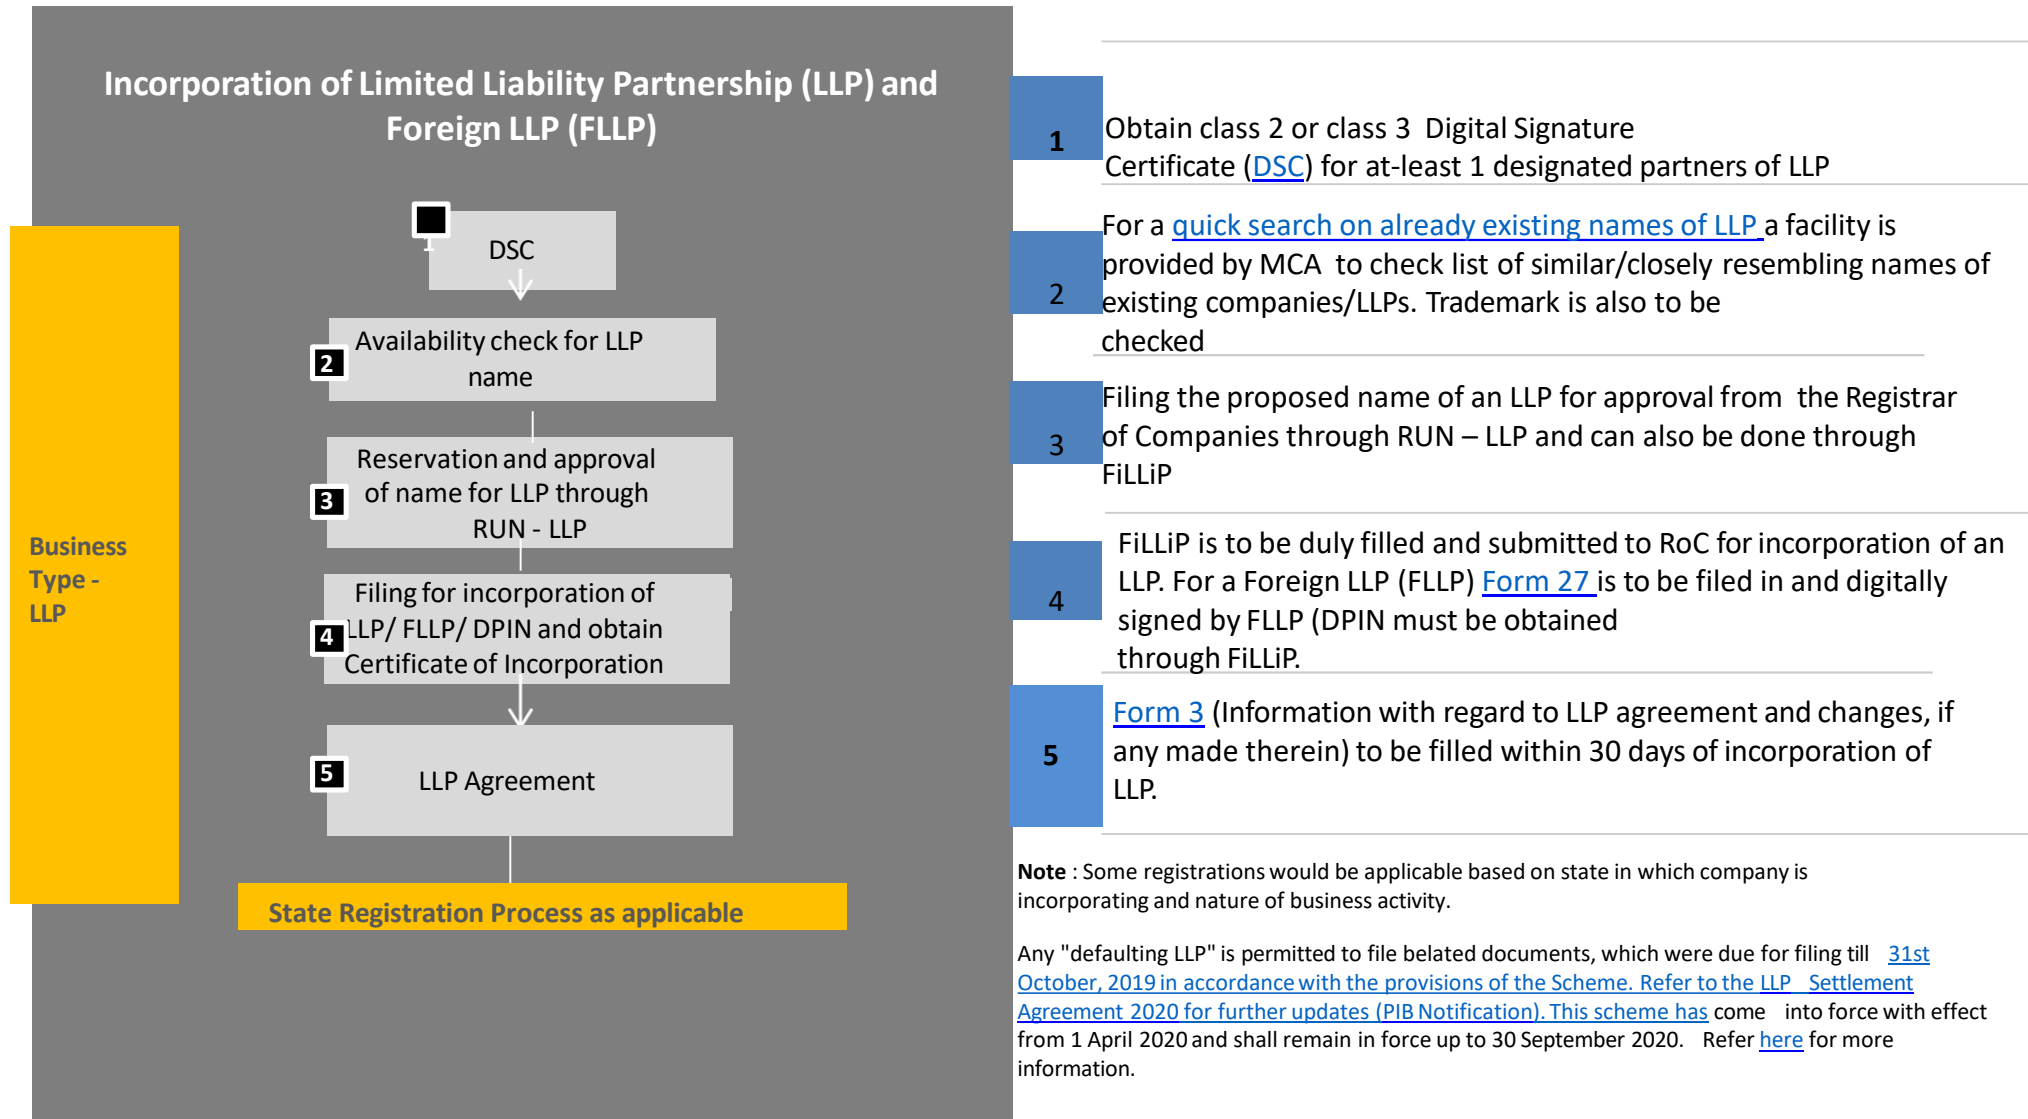 Incorporation of Limited Liability Partnership (LLP) and
Foreign LLP (FLLP)
Business
Type -
LLP
1
DSC
2
Availability check for LLP
name
3
Reservation and approval
of name for LLP through
RUN - LLP
4
Filing for incorporation of
LLP/ FLLP/ DPIN and obtain
Certificate of Incorporation
5
LLP Agreement
State Registration Process as applicable
1
Obtain class 2 or class 3 Digital Signature
Certificate (DSC) for at-least 1 designated partners of LLP
2
For a quick search on already existing names of LLP a facility is
provided by MCA to check list of similar/closely resembling names of
existing companies/LLPs. Trademark is also to be
checked
3
Filing the proposed name of an LLP for approval from the Registrar
of Companies through RUN – LLP and can also be done through
FiLLiP
4
FiLLiP is to be duly filled and submitted to RoC for incorporation of an
LLP. For a Foreign LLP (FLLP) Form 27 is to be filed in and digitally
signed by FLLP (DPIN must be obtained
through FiLLiP.
5
Form 3 (Information with regard to LLP agreement and changes, if
any made therein) to be filled within 30 days of incorporation of
LLP.
Note : Some registrations would be applicable based on state in which company is
incorporating and nature of business activity.
Any "defaulting LLP" is permitted to file belated documents, which were due for filing till 31st
October, 2019 in accordance with the provisions of the Scheme. Refer to the LLP Settlement
Agreement 2020 for further updates (PIB Notification). This scheme has come into force with effect
from 1 April 2020 and shall remain in force up to 30 September 2020. Refer here for more
information.